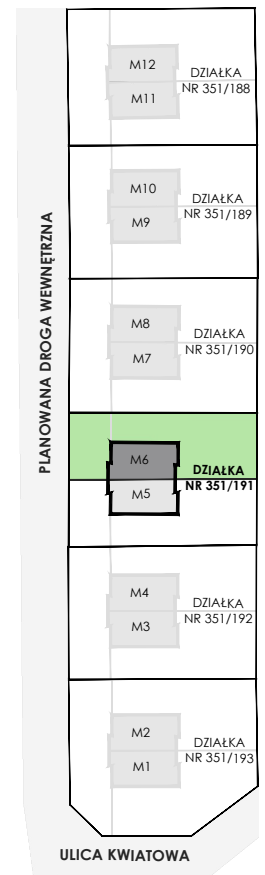 M12
M11
DZIAŁKA
NR 351/188
M10
M9
DZIAŁKA
NR 351/189
PLANOWANA DROGA WEWNĘTRZNA
M8
M7
DZIAŁKA
NR 351/190
M6
M5
DZIAŁKA
NR 351/191
M4
M3
DZIAŁKA
NR 351/192
M2
M1
DZIAŁKA
NR 351/193
ULICA KWIATOWA